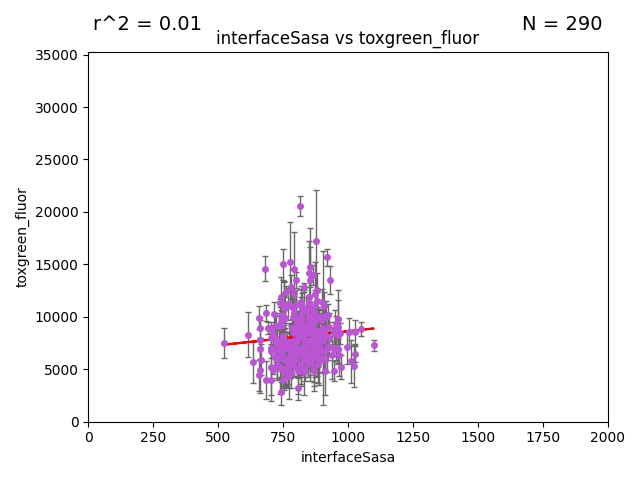 r^2 = 0.01
N = 290
interfaceSasa vs toxgreen_fluor
35000
30000
25000
20000
15000
10000
5000
0
toxgreen_fluor
0 250 500 750 1000 1250 1500 1750 2000
interfaceSasa